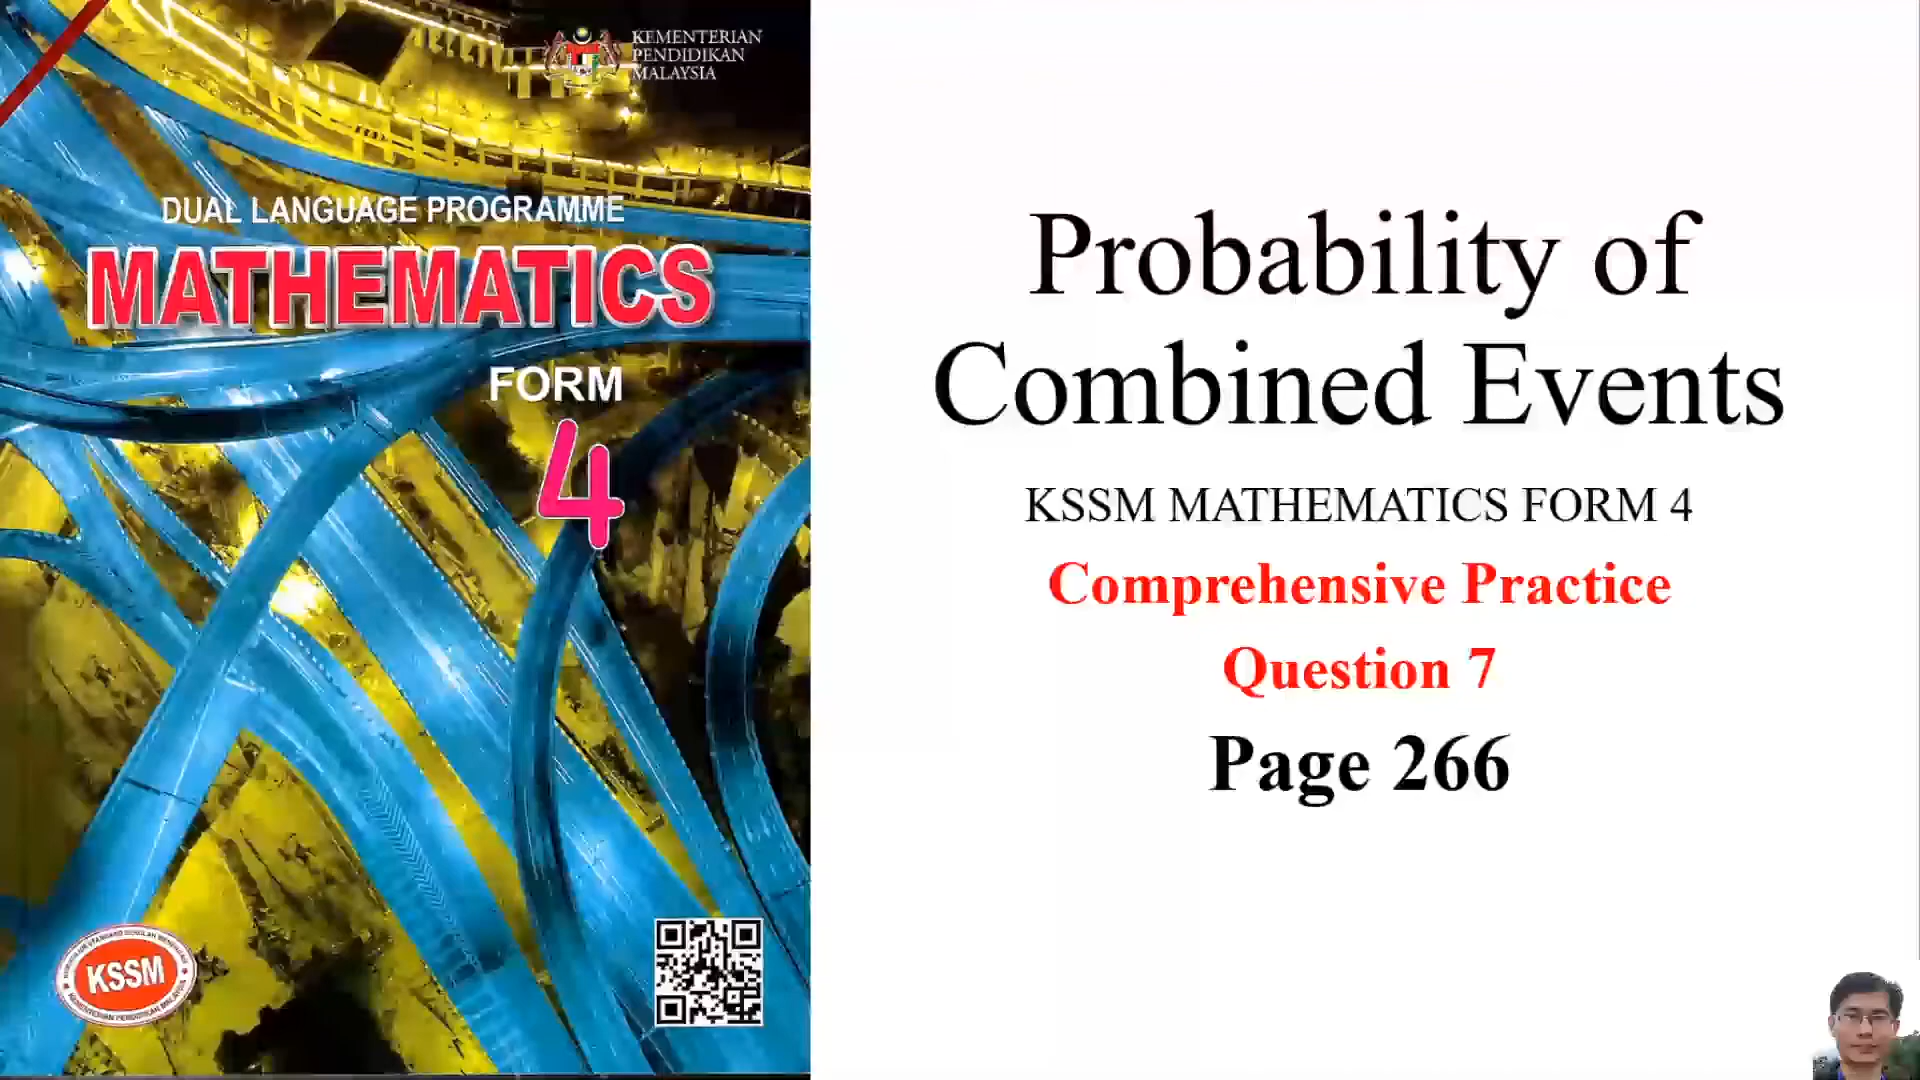 KEMENTERIAN
PENDIDIKAN
MALAYSIA
DUAL LANGUAGE PROGRAMME
MATHEMATICS
FORM
4
KSSM
Probability of
Combined Events
KSSM MATHEMATICS FORM 4
Comprehensive Practice
Question 7
Page 266